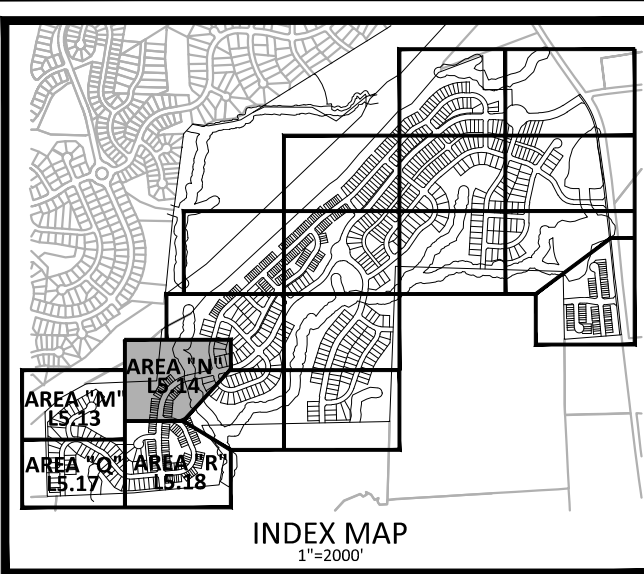 AREA "N"
L5.14
AREA "M"
L5.13
AREA "Q"
L5.17
AREA "R"
L5.18
INDEX MAP
1"=2000'